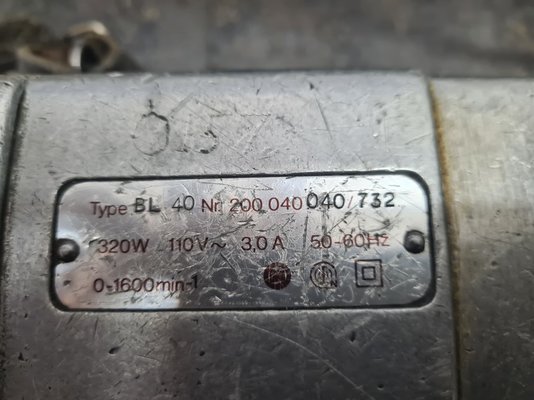 Type BL 40 Nr. 200.040 040/732
320W 110V~ 3.0 A 50-60Hz
0-1600min-1